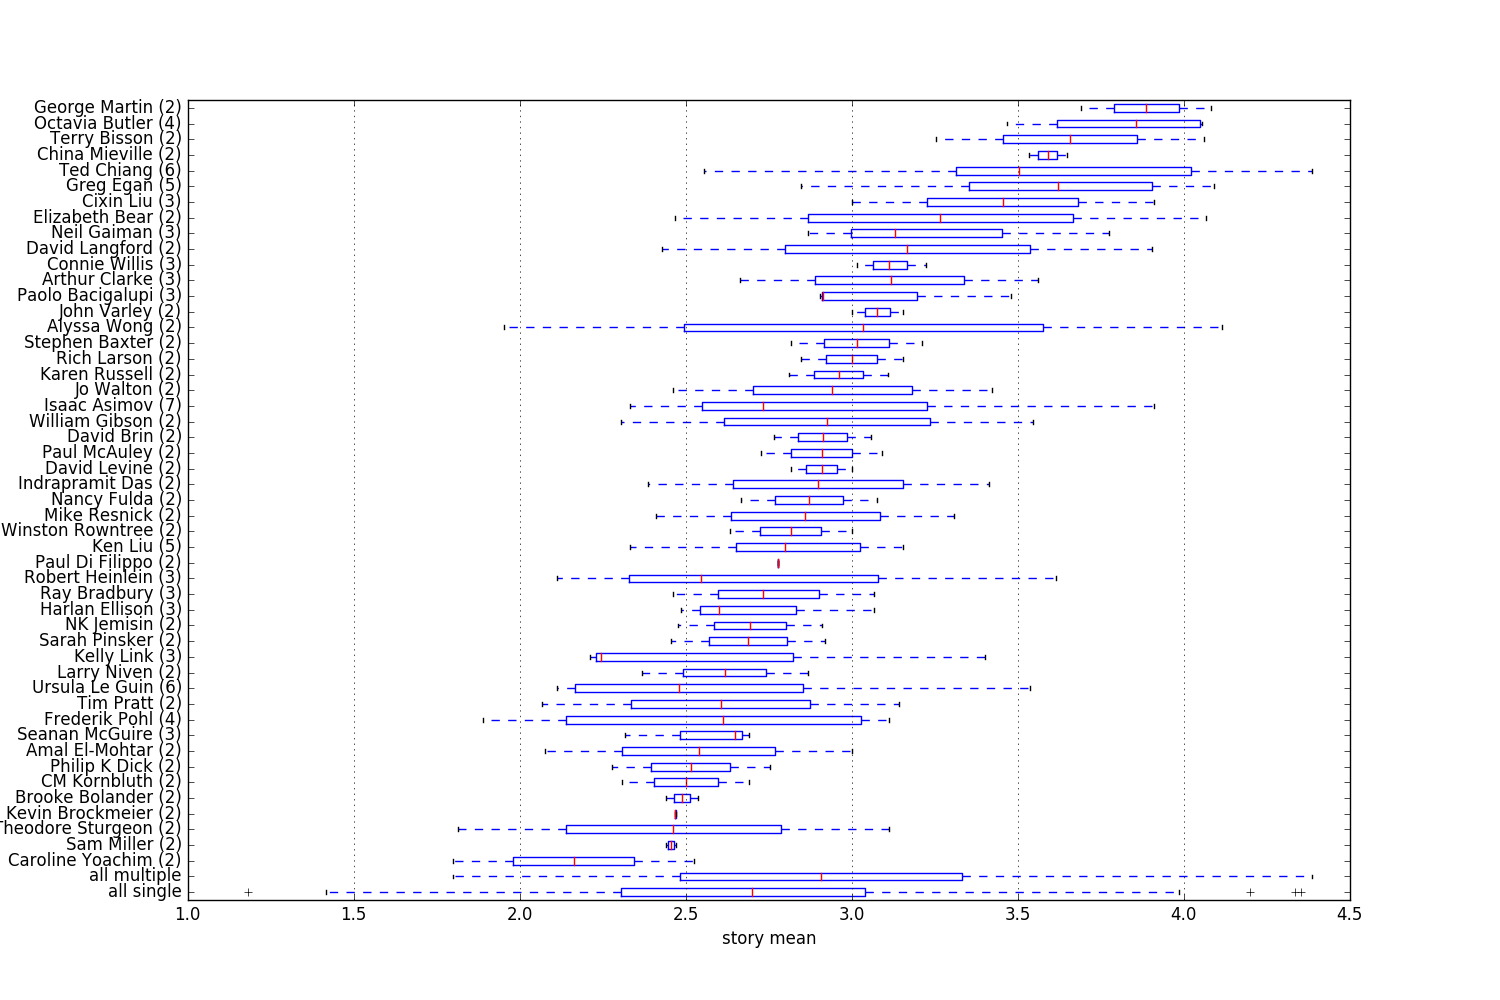 George Martin (2)
Octavia Butler (4)
Terry Bisson (2)
China Mieville (2)
Ted Chiang (6)
Greg Egan (5)
Cixin Liu (3)
Elizabeth Bear (2)
Neil Gaiman (3)
David Langford (2)
Connie Willis (3)
Arthur Clarke (3)
Paolo Bacigalupi (3)
John Varley (2)
Alyssa Wong (2)
Stephen Baxter (2)
Rich Larson (2)
Karen Russell (2)
Jo Walton (2)
Isaac Asimov (7)
William Gibson (2)
David Brin (2)
Paul McAuley (2)
David Levine (2)
Indrapramit Das (2)
Nancy Fulda (2)
Mike Resnick (2)
Winston Rowntree (2)
Ken Liu (5)
Paul Di Filippo (2)
Robert Heinlein (3)
Ray Bradbury (3)
Harlan Ellison (3)
NK Jemisin (2)
Sarah Pinsker (2)
Kelly Link (3)
Larry Niven (2)
Ursula Le Guin (6)
Tim Pratt (2)
Frederik Pohl (4)
Seanan McGuire (3)
Amal El-Mohtar (2)
Philip K Dick (2)
CM Kornbluth (2)
Brooke Bolander (2)
Kevin Brockmeier (2)
Theodore Sturgeon (2)
Sam Miller (2)
Caroline Yoachim (2)
all multiple
all single
1.0 1.5 2.0 2.5 3.0 3.5 4.0 4.5
story mean